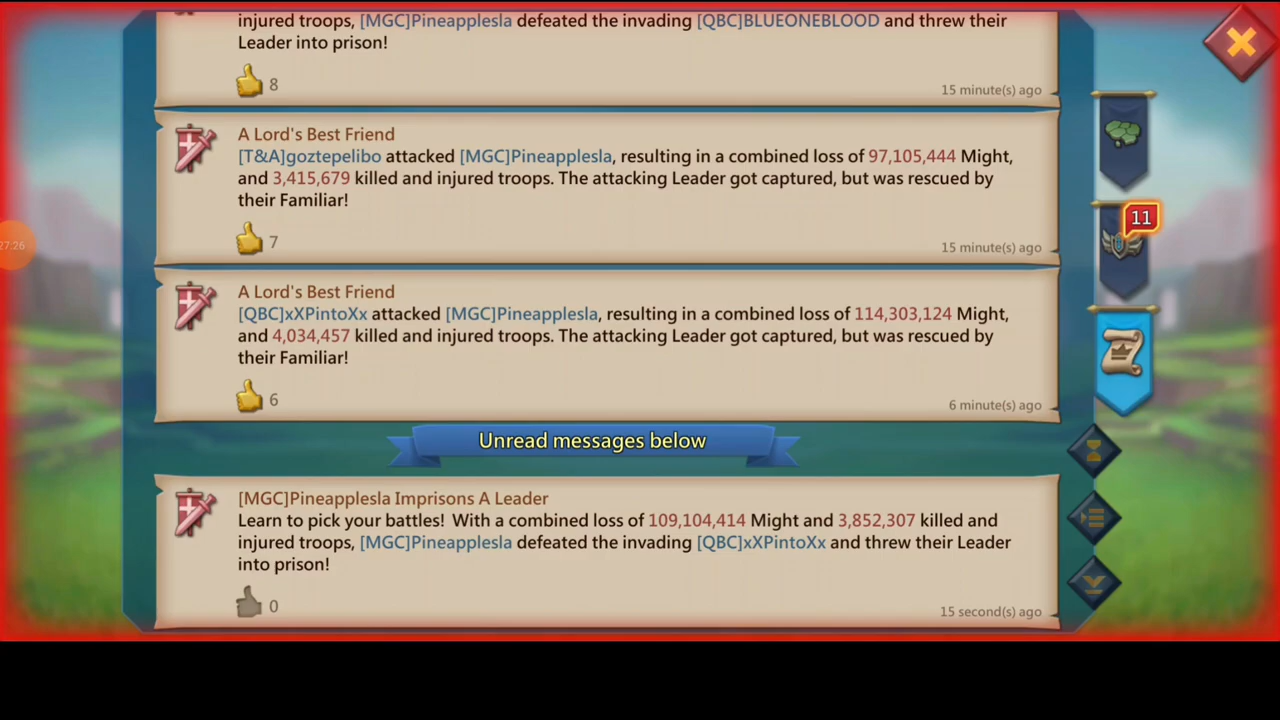 injured troops, [MGC]Pineapplesla defeated the invading [QBC]BLUEONEBLOOD and threw their
Leader into prison!
8
15 minute(s) ago
A Lord's Best Friend
[T&A]goztepelibo attacked [MGC]Pineapplesla, resulting in a combined loss of 97,105,444 Might,
and 3,415,679 killed and injured troops. The attacking Leader got captured, but was rescued by
their Familiar!
7
15 minute(s) ago
A Lord's Best Friend
[QBC]xXPintoXx attacked [MGC]Pineapplesla, resulting in a combined loss of 114,303,124 Might,
and 4,034,457 killed and injured troops. The attacking Leader got captured, but was rescued by
their Familiar!
6
6 minute(s) ago
Unread messages below
[MGC]Pineapplesla Imprisons A Leader
Learn to pick your battles! With a combined loss of 109,104,414 Might and 3,852,307 killed and
injured troops, [MGC]Pineapplesla defeated the invading [QBC]xXPintoXx and threw their Leader
into prison!
0
15 second(s) ago
11
27:26